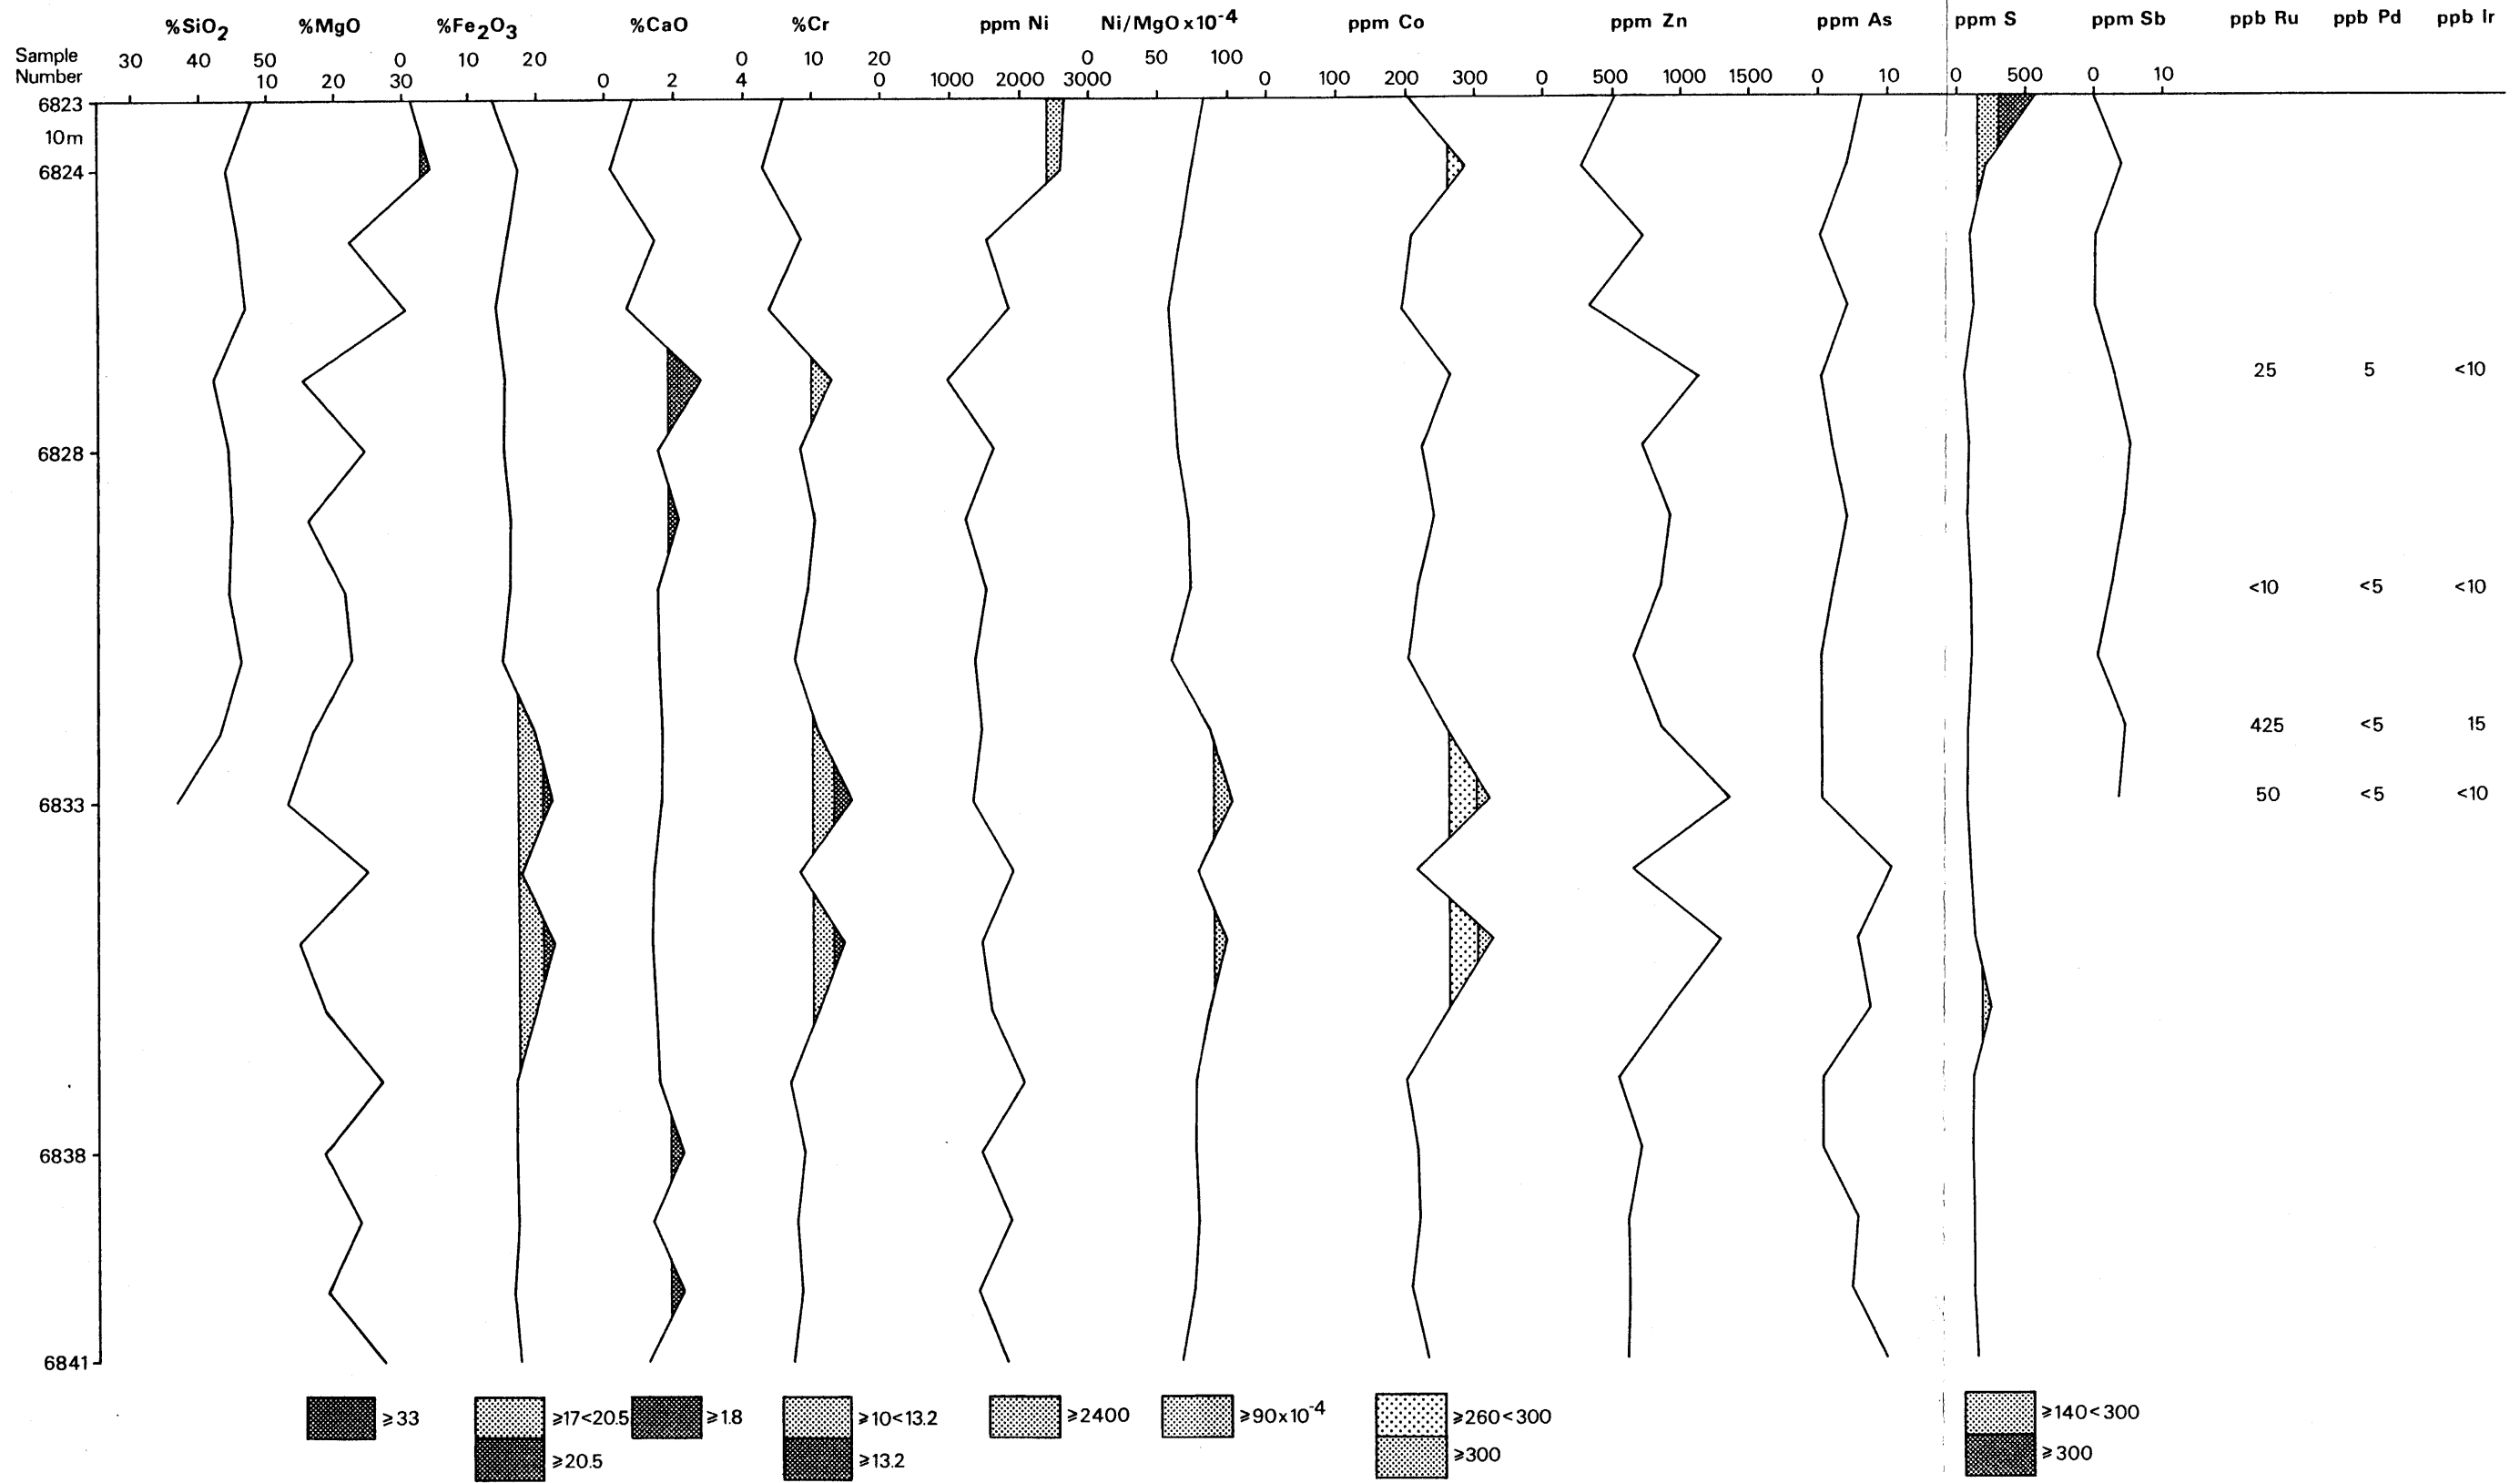 %SiO2 %MgO %Fe2O3 %CaO %Cr ppm Ni Ni/MgO x10-4 ppm Co ppm Zn ppm As ppm S ppm Sb ppb Ru ppb Pd ppb Ir
Sample 30 40 50 0 10 20 0 10 20 0 50 100
Number 10 20 30 0 2 4 0 1000 2000 3000 0 100 200 300 0 500 1000 1500 0 10 0 500 0 10
6823
10m
6824
25 5 <10
6828
<10 <5 <10
425 <5 15
6833 50 <5 <10
6838
6841
⩾33 ⩾17<20.5 ⩾1.8 ⩾10<13.2 ⩾2400 ⩾90x10-4 ⩾260<300 ⩾140<300
⩾20.5 ⩾13.2 ⩾300 ⩾300